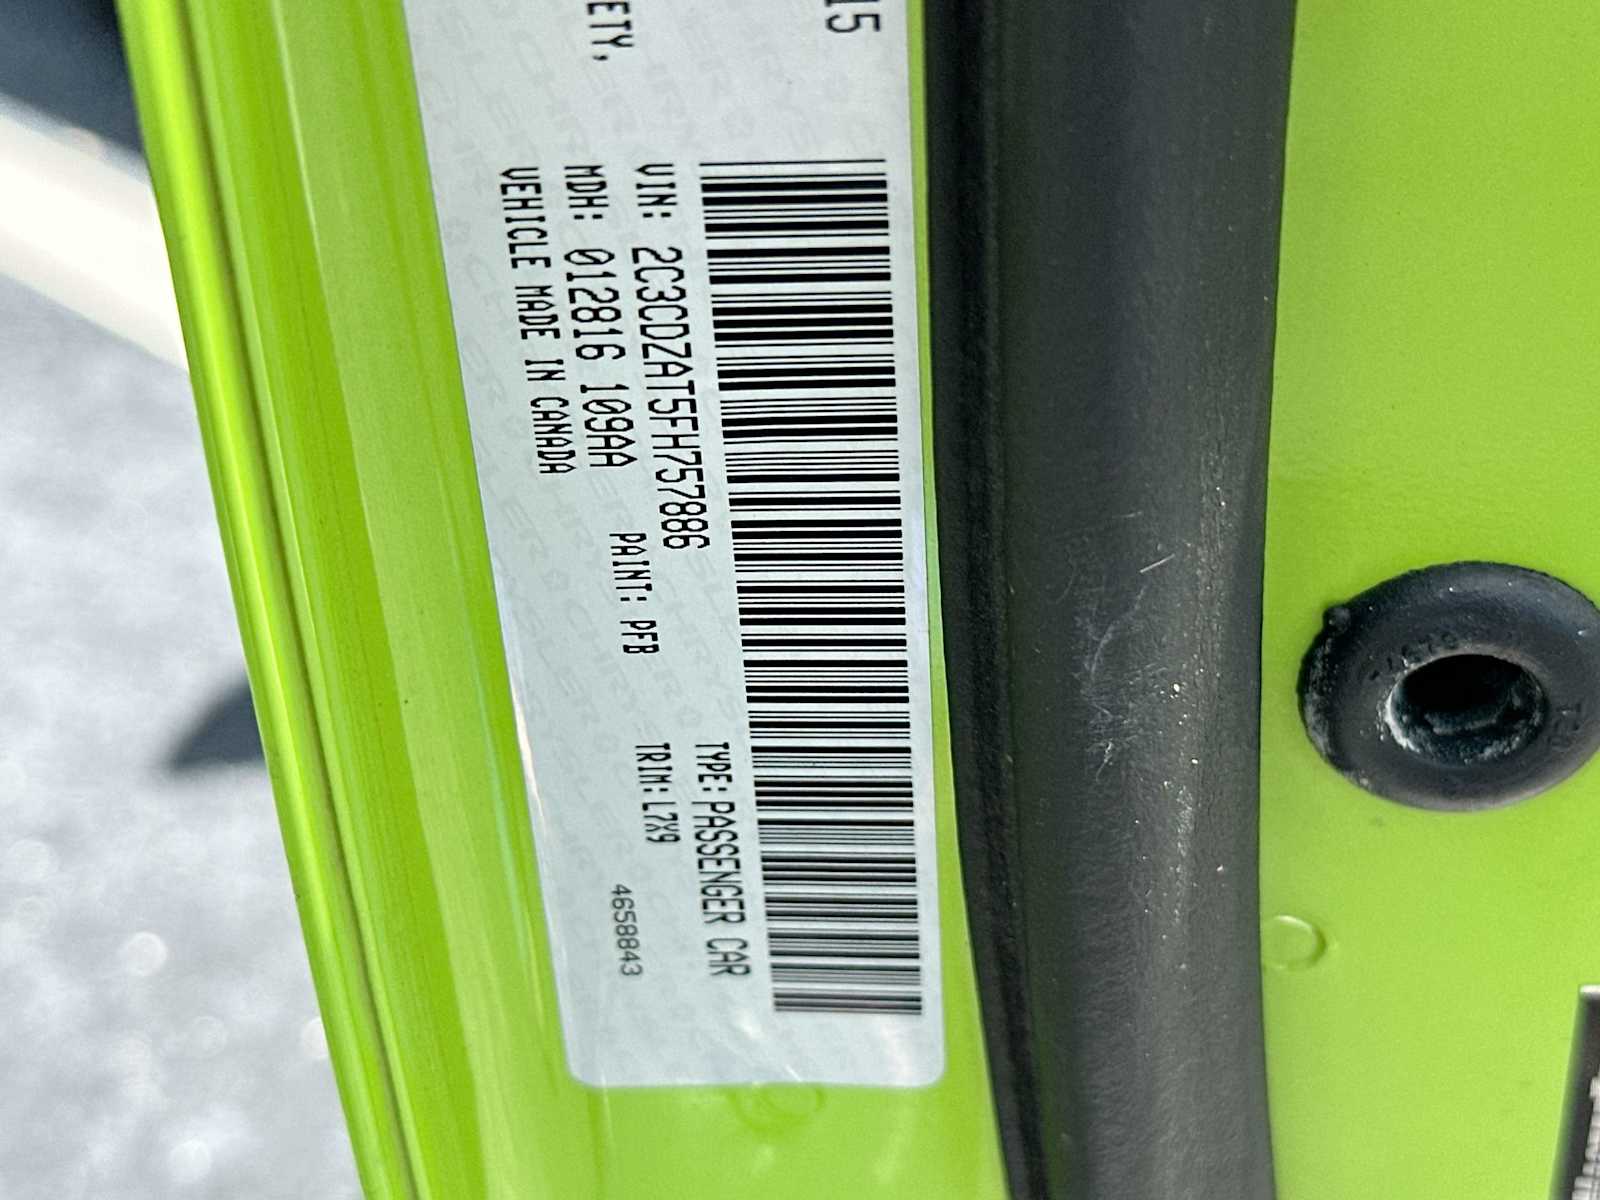 15
ETY,
VIN: 2C3CDZAT5FH757886
TYPE:PASSENGER CAR
MDH: 012816 109AA
PAINT: PFB
TRIM:L7X9
VEHICLE MADE IN CANADA
4658843